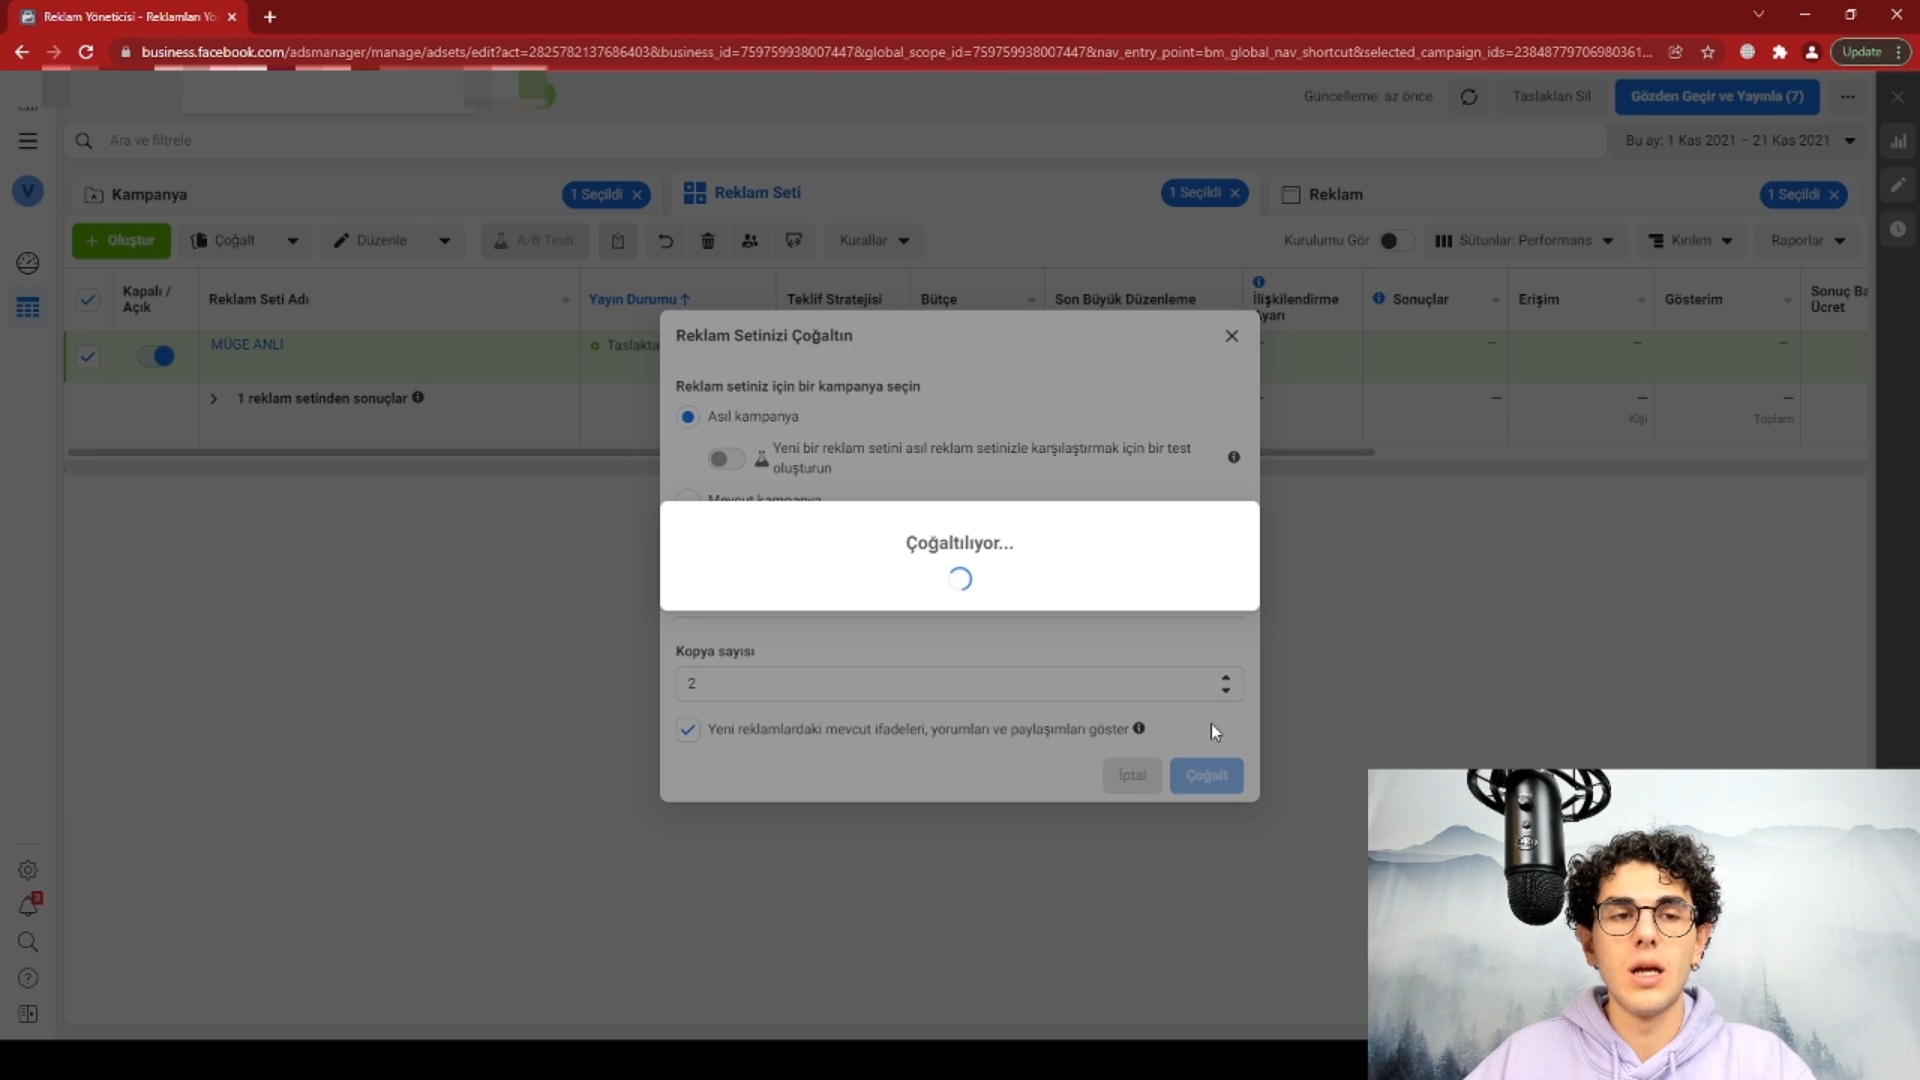 Reklam Yöneticisi - Reklamları Yö
business.facebook.com/adsmanager/manage/adsets/edit?act=2825782137686403&business_id=759759938007447&global_scope_id=759759938007447&nav_entry_point=bm_global_nav_shortcut&selected_campaign_ids=23848779706980361...
Update
Güncelleme: az önce
Taslakları Sil
Gözden Geçir ve Yayınla (7)
Ara ve filtrele
Bu ay: 1 Kas 2021 – 21 Kas 2021
V
Kampanya
1 Seçildi
Reklam Seti
1 Seçildi
Reklam
1 Seçildi
+ Oluştur
Çoğalt
Düzenle
A/B Testi
Kurallar
Kurulumu Gör
Sütunlar: Performans
Kırılım
Raporlar
Kapalı / Açık
Reklam Seti Adı
Yayın Durumu ↑
Teklif Stratejisi
Bütçe
Son Büyük Düzenleme
İlişkilendirme
Ayarı
Sonuçlar
Erişim
Gösterim
Sonuç Ba
Ücret
MÜGE ANLI
Taslakta
1 reklam setinden sonuçlar
Kişi
Toplam
Reklam Setinizi Çoğaltın
Reklam setiniz için bir kampanya seçin
Asıl kampanya
Yeni bir reklam setini asıl reklam setinizle karşılaştırmak için bir test
oluşturun
Mevcut kampanya
Çoğaltılıyor...
Kopya sayısı
2
Yeni reklamlardaki mevcut ifadeleri, yorumları ve paylaşımları göster
İptal
Çoğalt
3